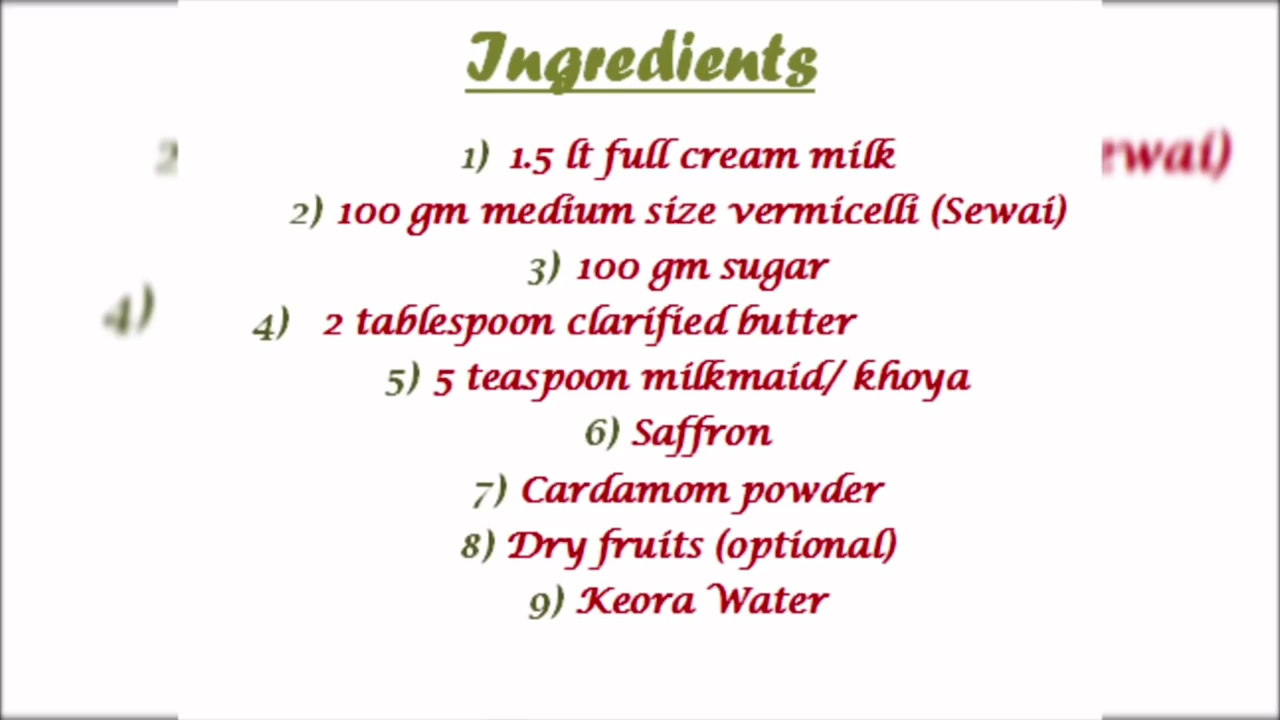 Ingredients
1) 1.5 lt full cream milk
2) 100 gm medium size vermicelli (Sewai)
3) 100 gm sugar
4) 2 tablespoon clarified butter
5) 5 teaspoon milkmaid/ khoya
6) Saffron
7) Cardamom powder
8) Dry fruits (optional)
9) Keora Water